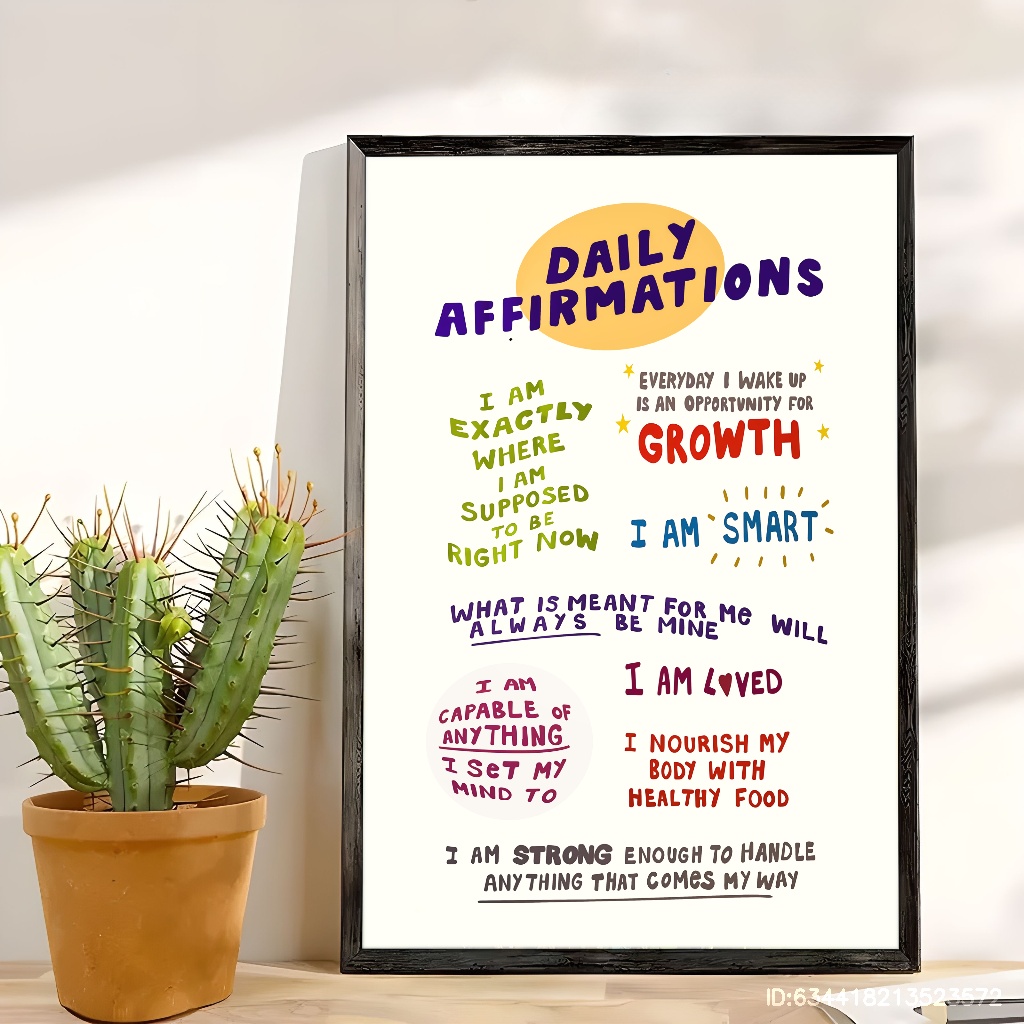 DAILY
AFFIRMATIONS
I AM
EXACTLY
WHERE
I AM
SUPPOSED
TO BE
RIGHT NOW
EVERYDAY I WAKE UP
IS AN OPPORTUNITY FOR
GROWTH
I AM SMART
WHAT IS MEANT FOR Me WILL
ALWAYS BE MINE
I AM
CAPABLE OF
ANYTHING
I SeT MY
MIND TO
I AM LOVED
I NOURISH MY
BODY WITH
HEALTHY FOOD
I AM STRONG ENOUGH TO HANDLE
ANYTHING THAT COMeS MY WAY
ID:634418213523572